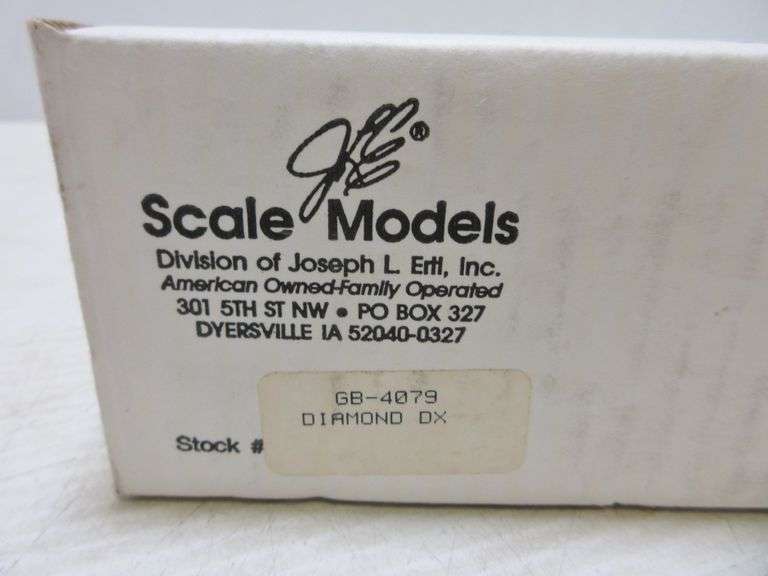 JLE®
Scale Models
Division of Joseph L. Ertl, Inc.
American Owned-Family Operated
301 5TH ST NW • PO BOX 327
DYERSVILLE IA 52040-0327
GB-4079
DIAMOND DX
Stock #